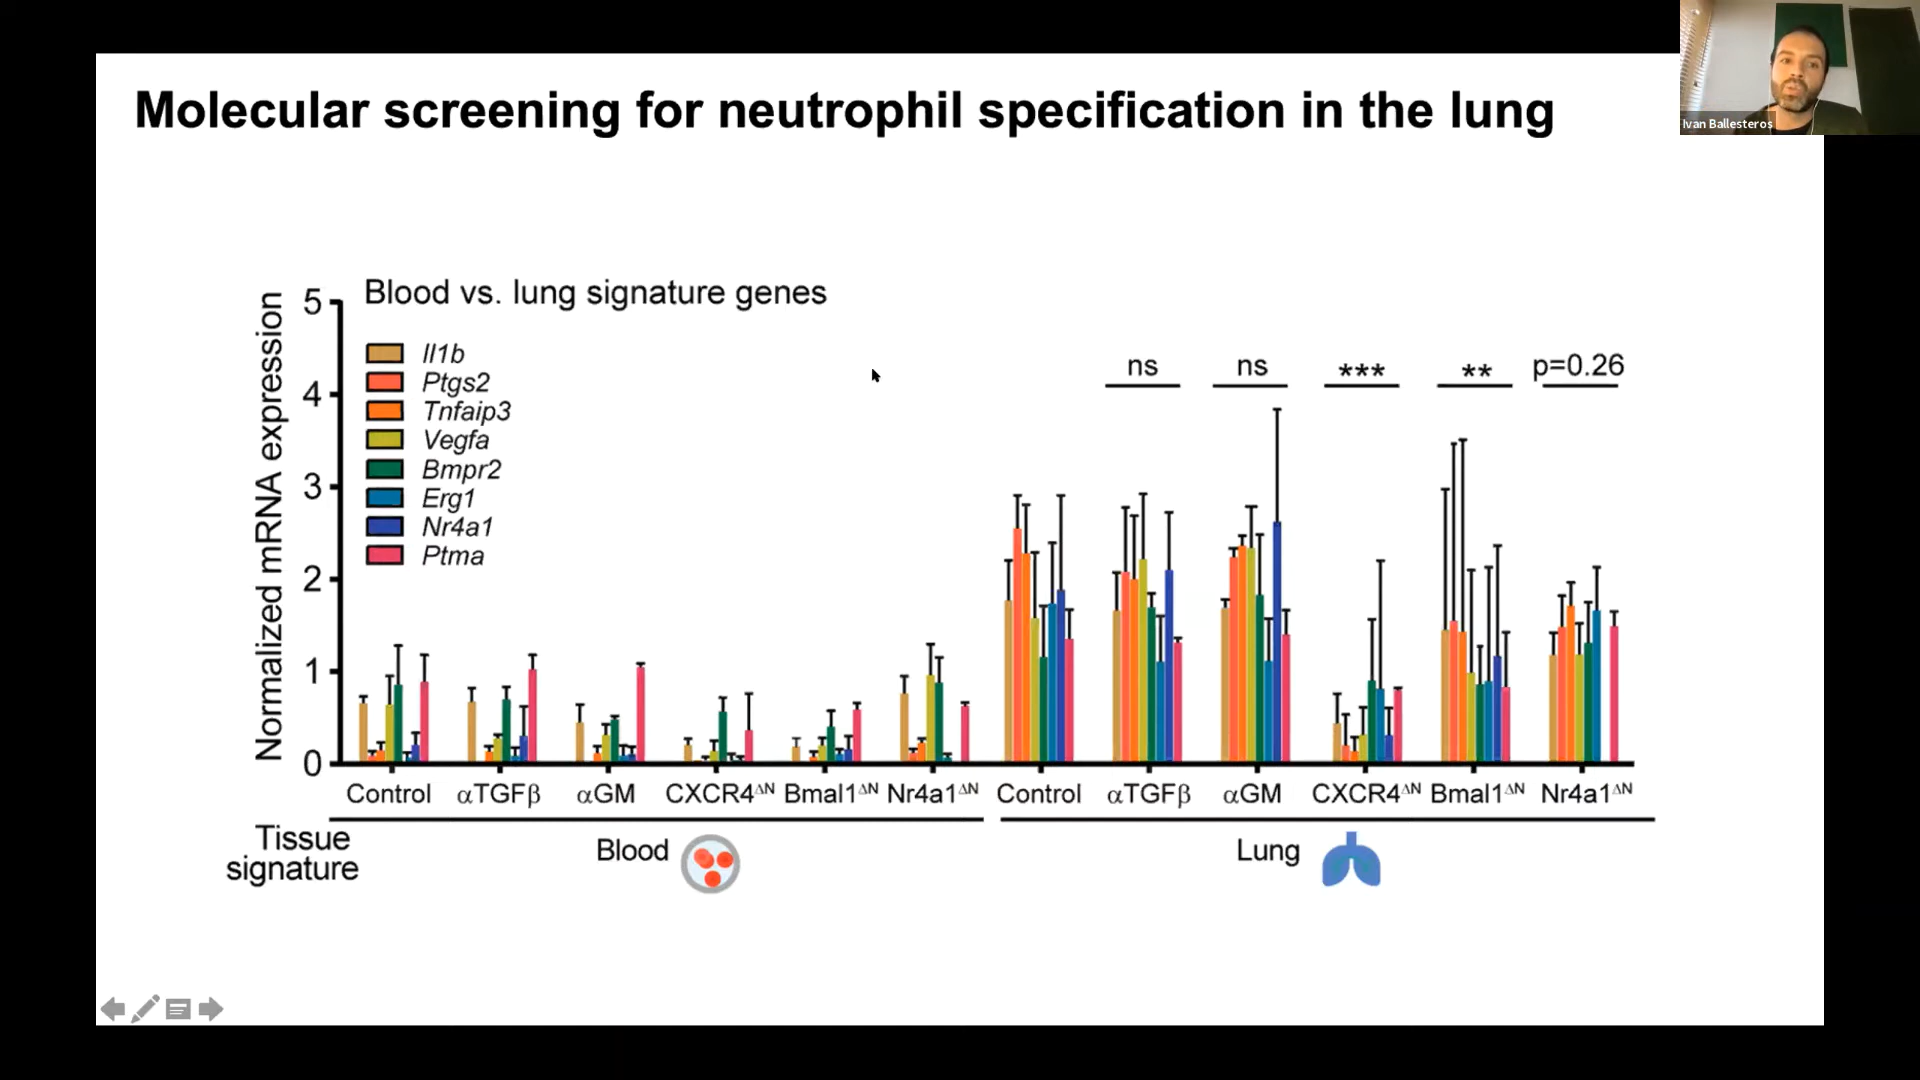 Molecular screening for neutrophil specification in the lung
Ivan Ballesteros
Blood vs. lung signature genes
Normalized mRNA expression
5
4
3
2
1
0
Il1b
Ptgs2
Tnfaip3
Vegfa
Bmpr2
Erg1
Nr4a1
Ptma
ns
ns
***
**
p=0.26
Control αTGFβ αGM CXCR4ΔN Bmal1ΔN Nr4a1ΔN Control αTGFβ αGM CXCR4ΔN Bmal1ΔN Nr4a1ΔN
Tissue
signature
Blood
Lung